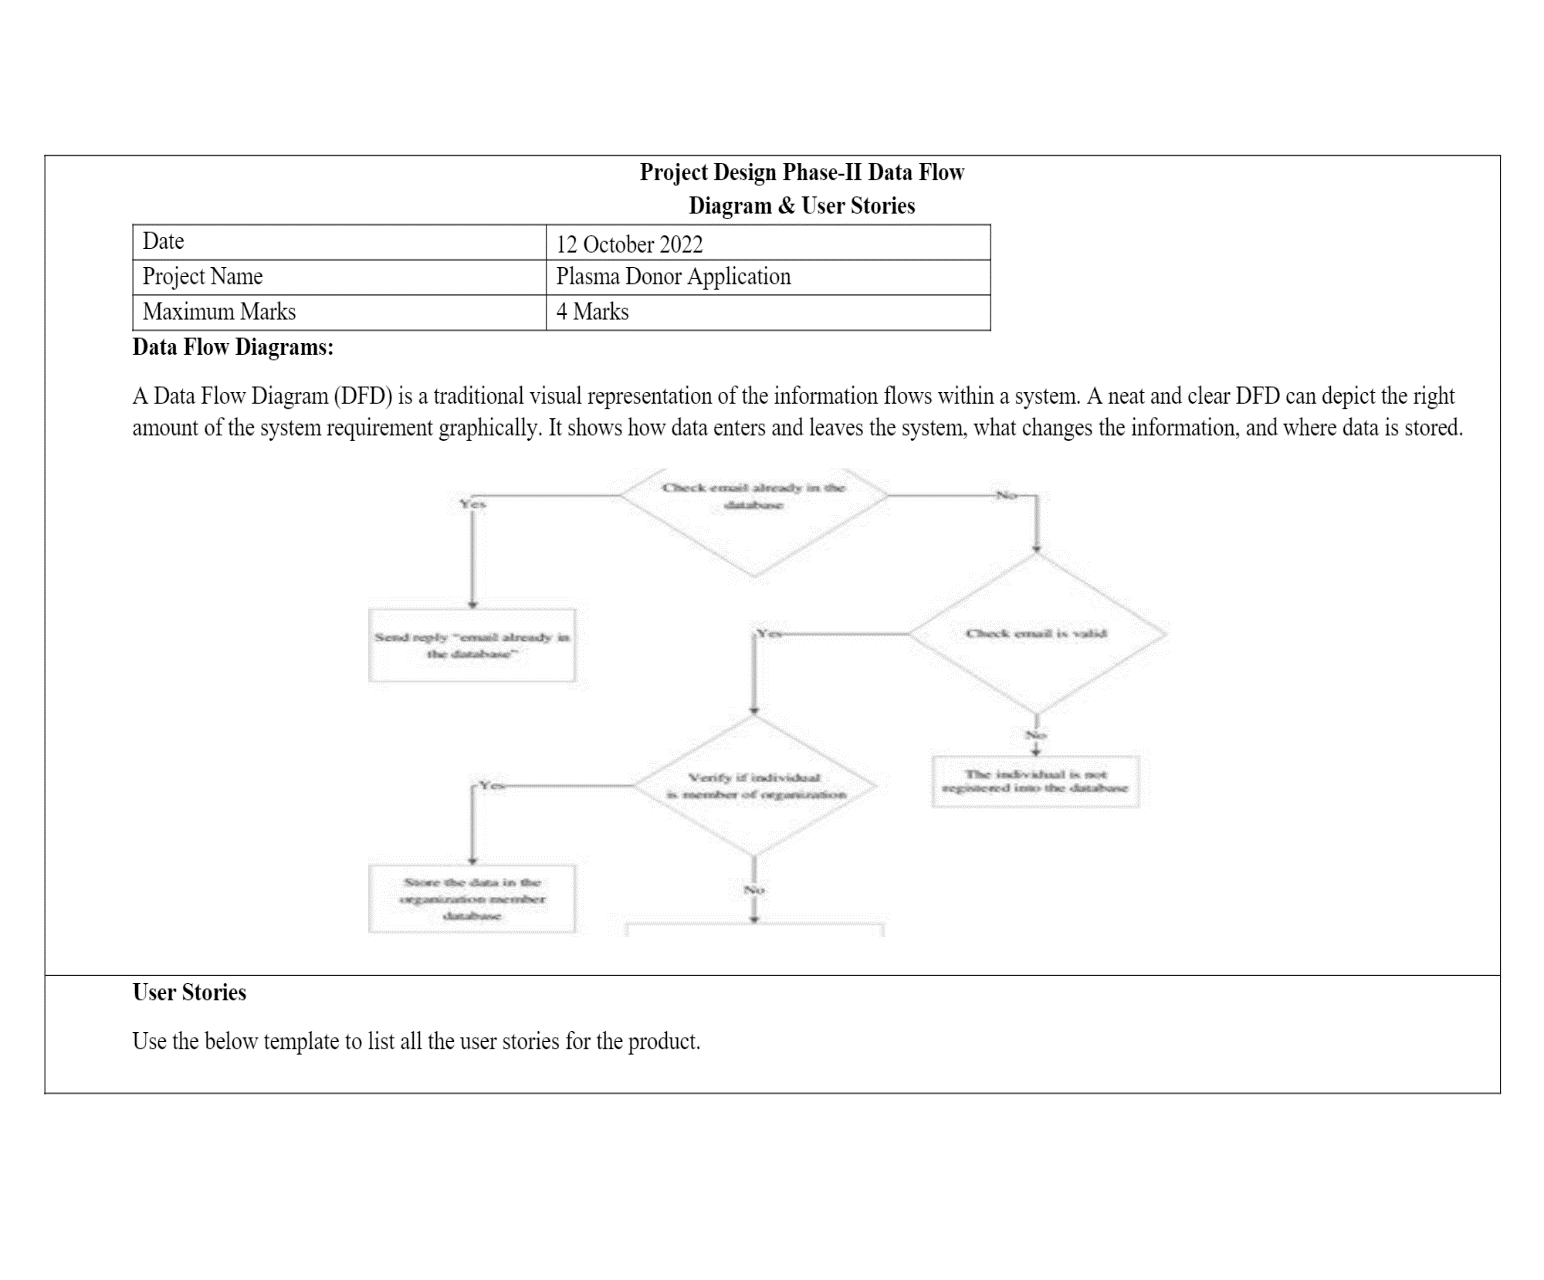 Project Design Phase-II Data Flow
Diagram & User Stories
Date
12 October 2022
Project Name
Plasma Donor Application
Maximum Marks
4 Marks
Data Flow Diagrams:
A Data Flow Diagram (DFD) is a traditional visual representation of the information flows within a system. A neat and clear DFD can depict the right
amount of the system requirement graphically. It shows how data enters and leaves the system, what changes the information, and where data is stored.
Check email already in the
database
Yes
No
Send reply "email already in
the database"
Yes
Check email is valid
No
The individual is not
registered into the database
Verify if individual
is member of organization
Yes
Store the data in the
organization member
database
No
User Stories
Use the below template to list all the user stories for the product.